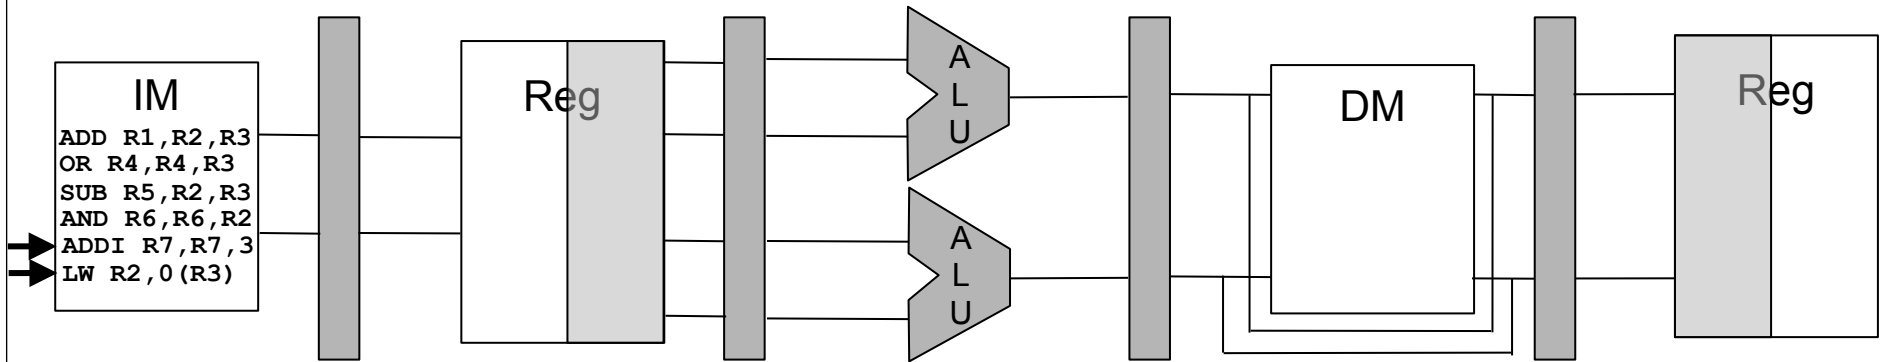 IM
ADD R1,R2,R3
OR R4,R4,R3
SUB R5,R2,R3
AND R6,R6,R2
ADDI R7,R7,3
LW R2,0(R3)
Reg
A
L
U
A
L
U
DM
Reg